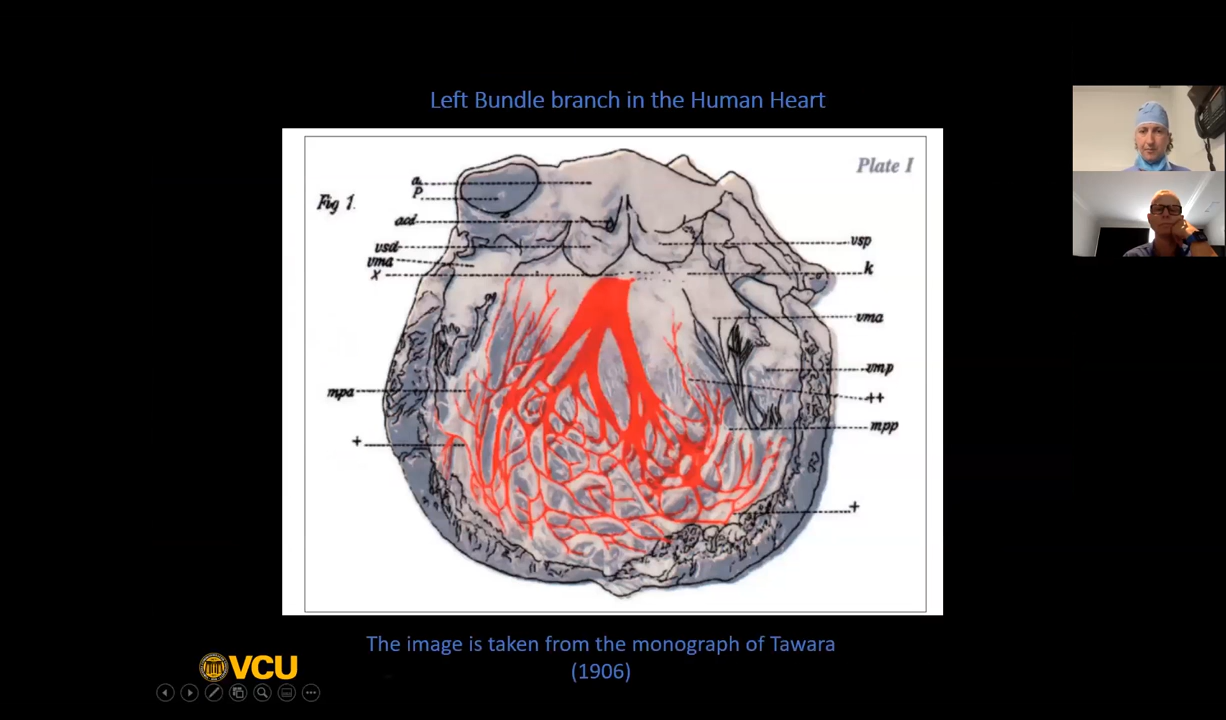 Left Bundle branch in the Human Heart
Plate I
Fig 1.
a.
P
acd
vsd
vma
X
mpa
+
vsp
k
vma
vmp
++
mpp
+
The image is taken from the monograph of Tawara
(1906)
VCU